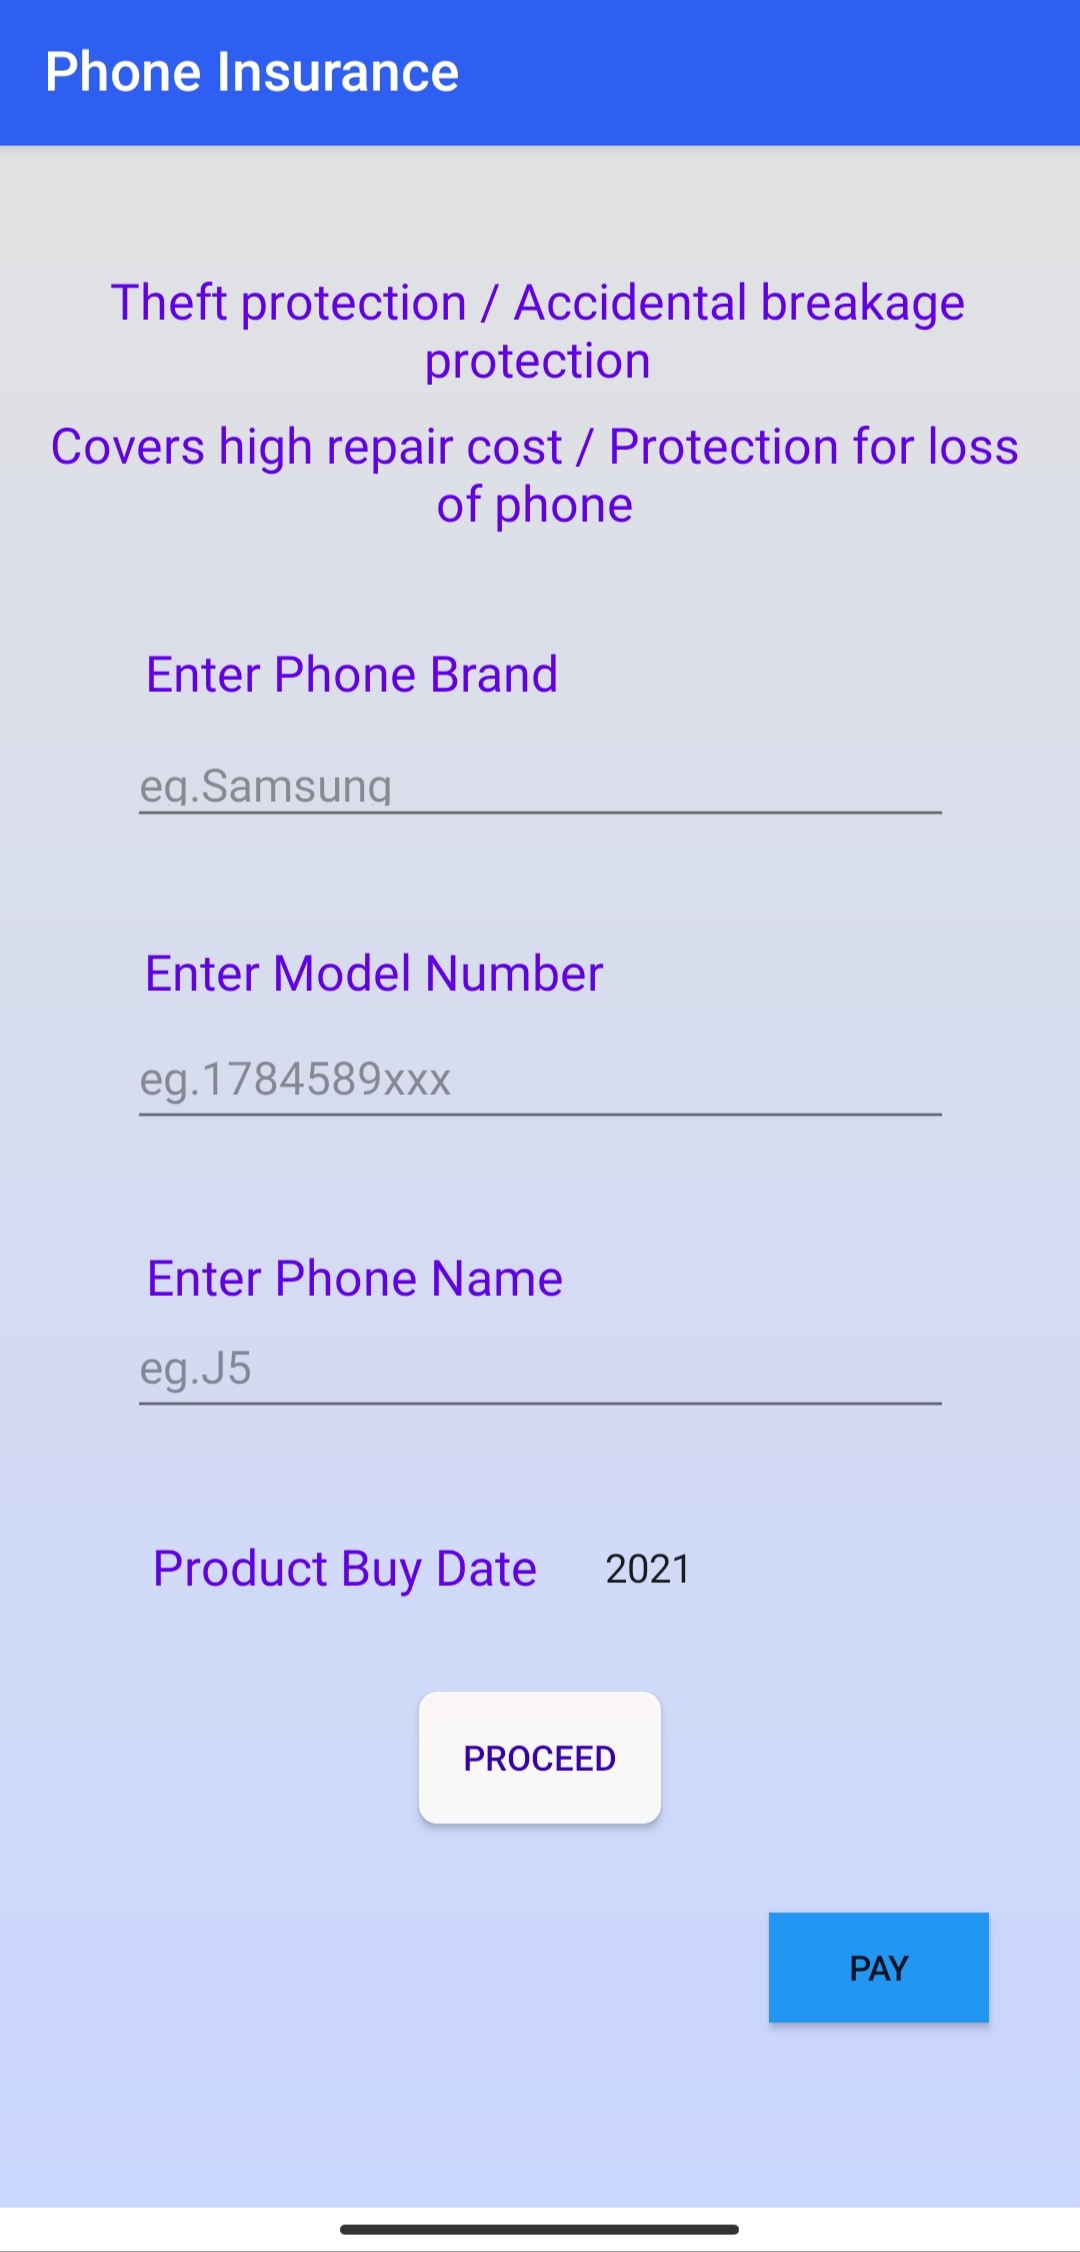 Phone Insurance
Theft protection / Accidental breakage
protection
Covers high repair cost / Protection for loss
of phone
Enter Phone Brand
eg.Samsung
Enter Model Number
eg.1784589xxx
Enter Phone Name
eg.J5
Product Buy Date 2021
PROCEED
PAY